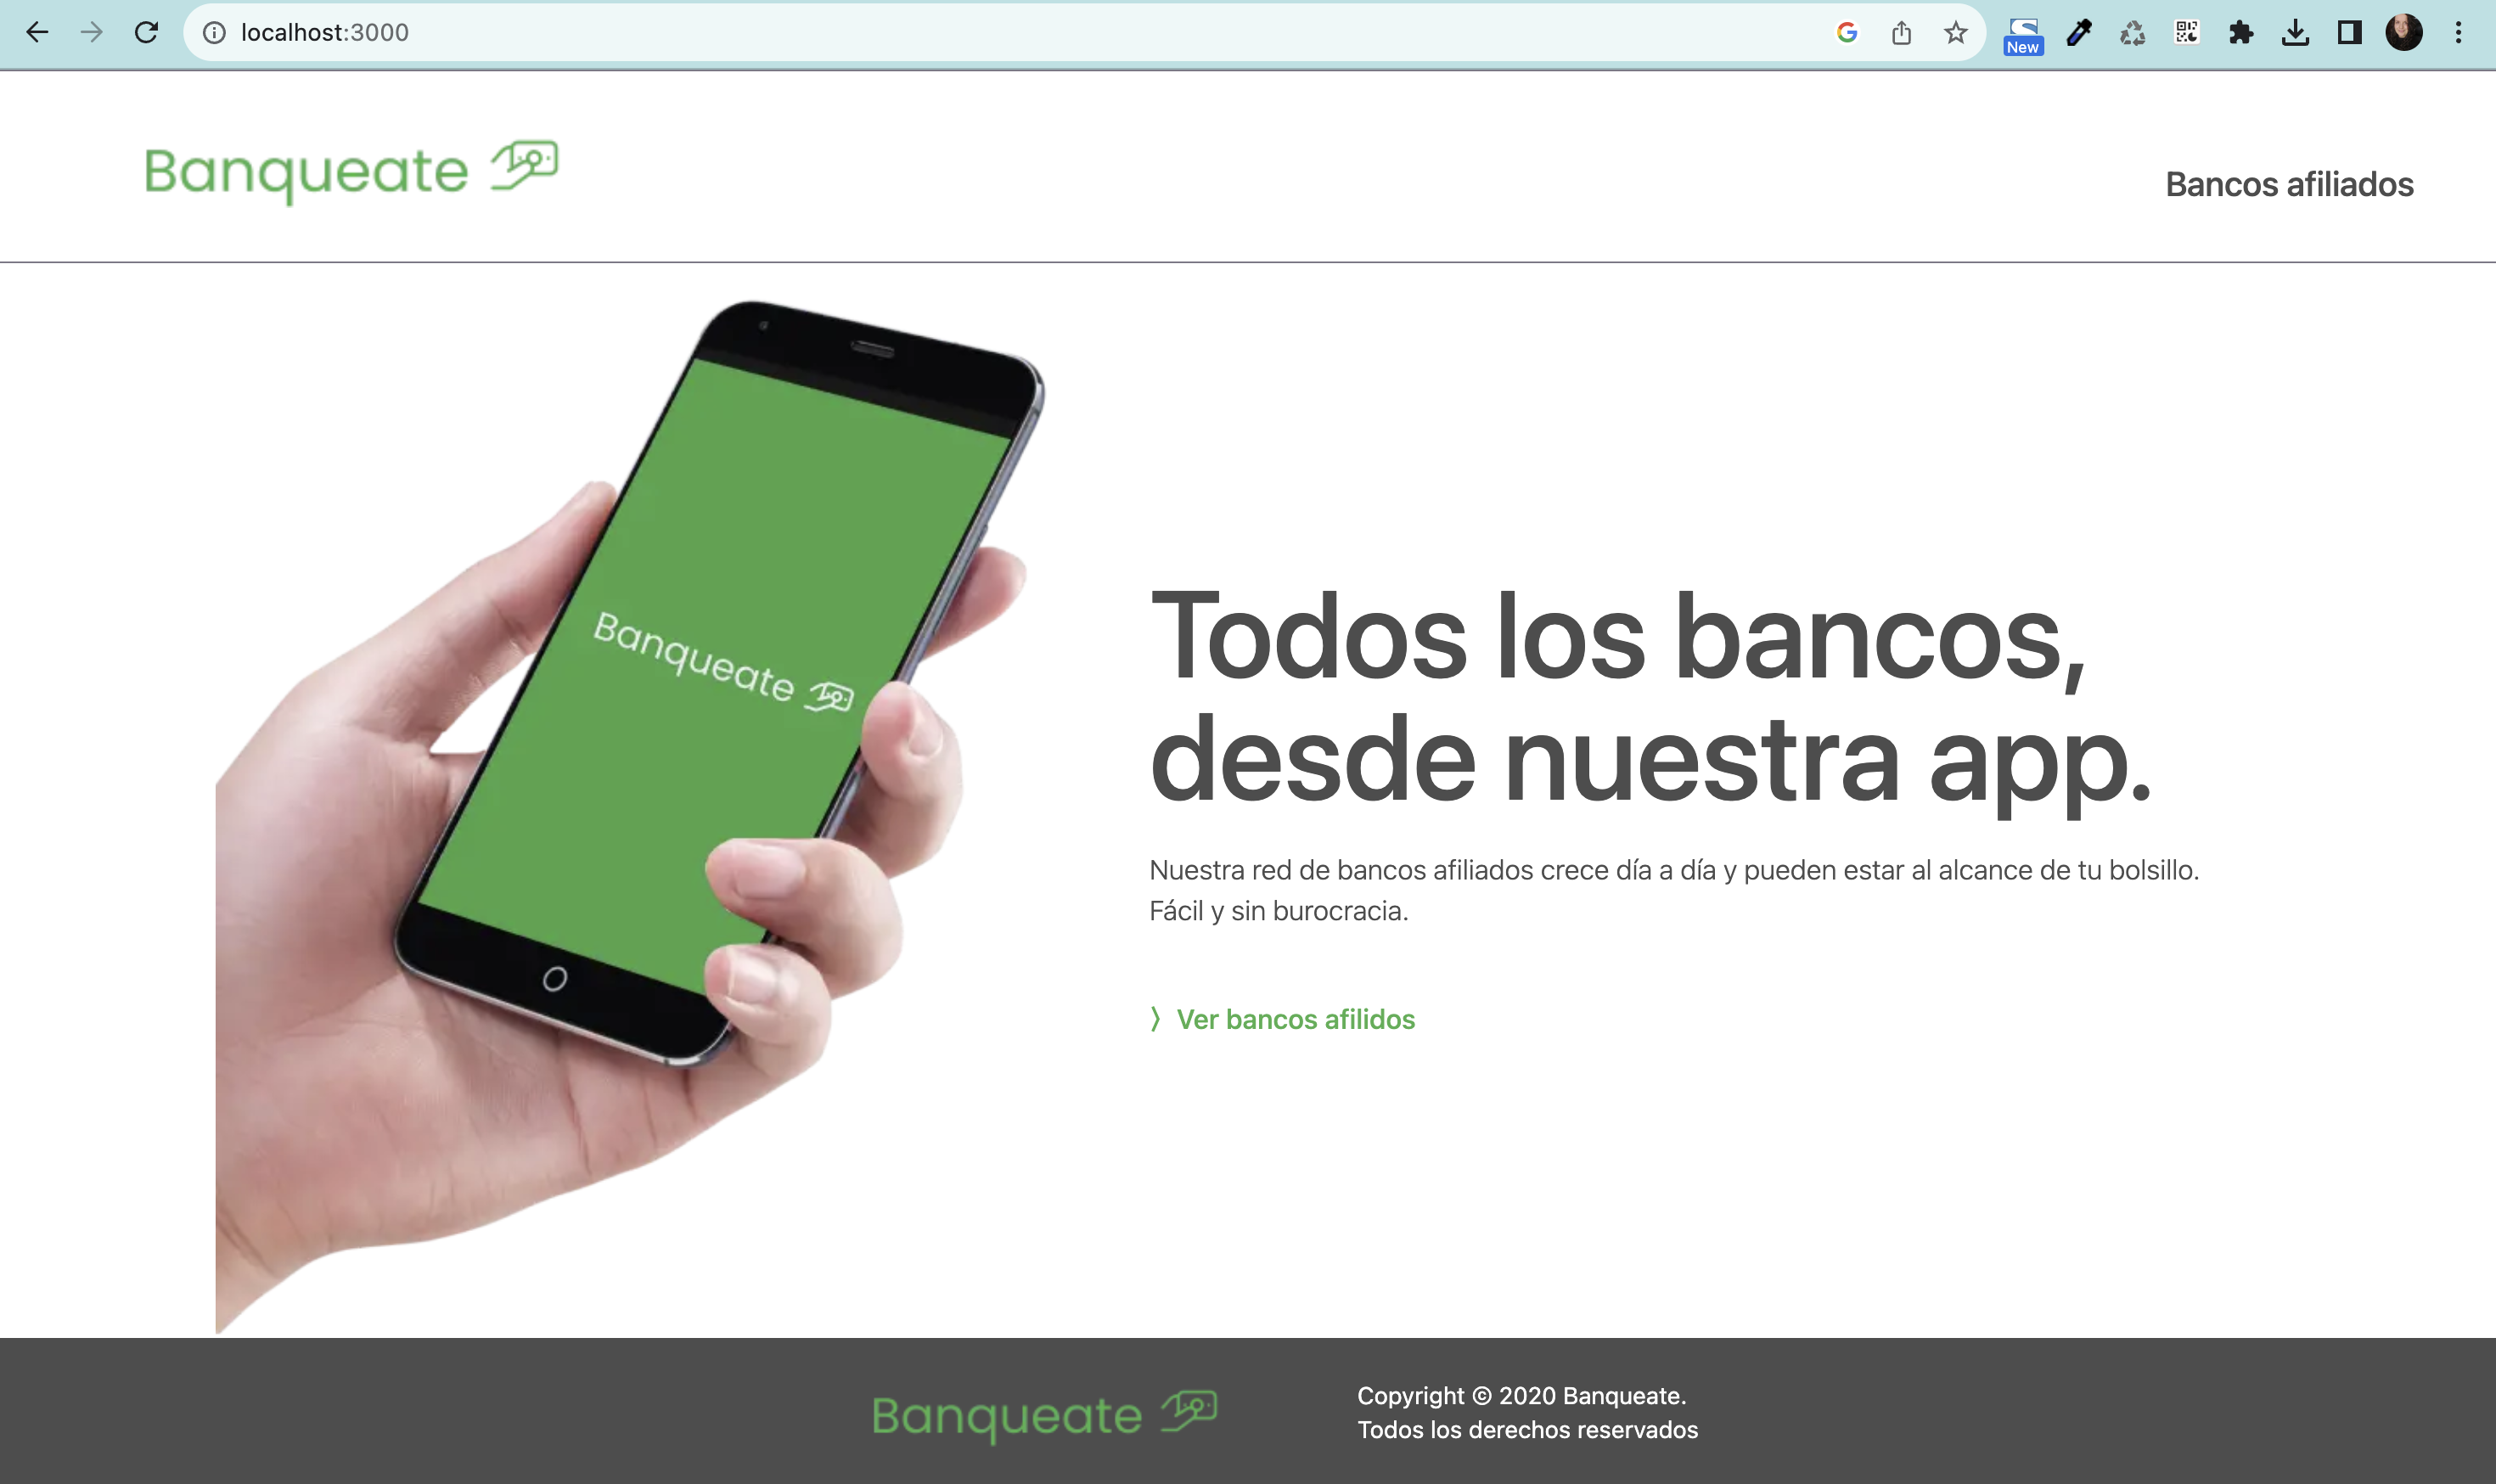 localhost:3000
New
Banqueate
Bancos afiliados
Banqueate
Todos los bancos,
desde nuestra app.
Nuestra red de bancos afiliados crece día a día y pueden estar al alcance de tu bolsillo.
Fácil y sin burocracia.
〉 Ver bancos afilidos
Banqueate
Copyright © 2020 Banqueate.
Todos los derechos reservados